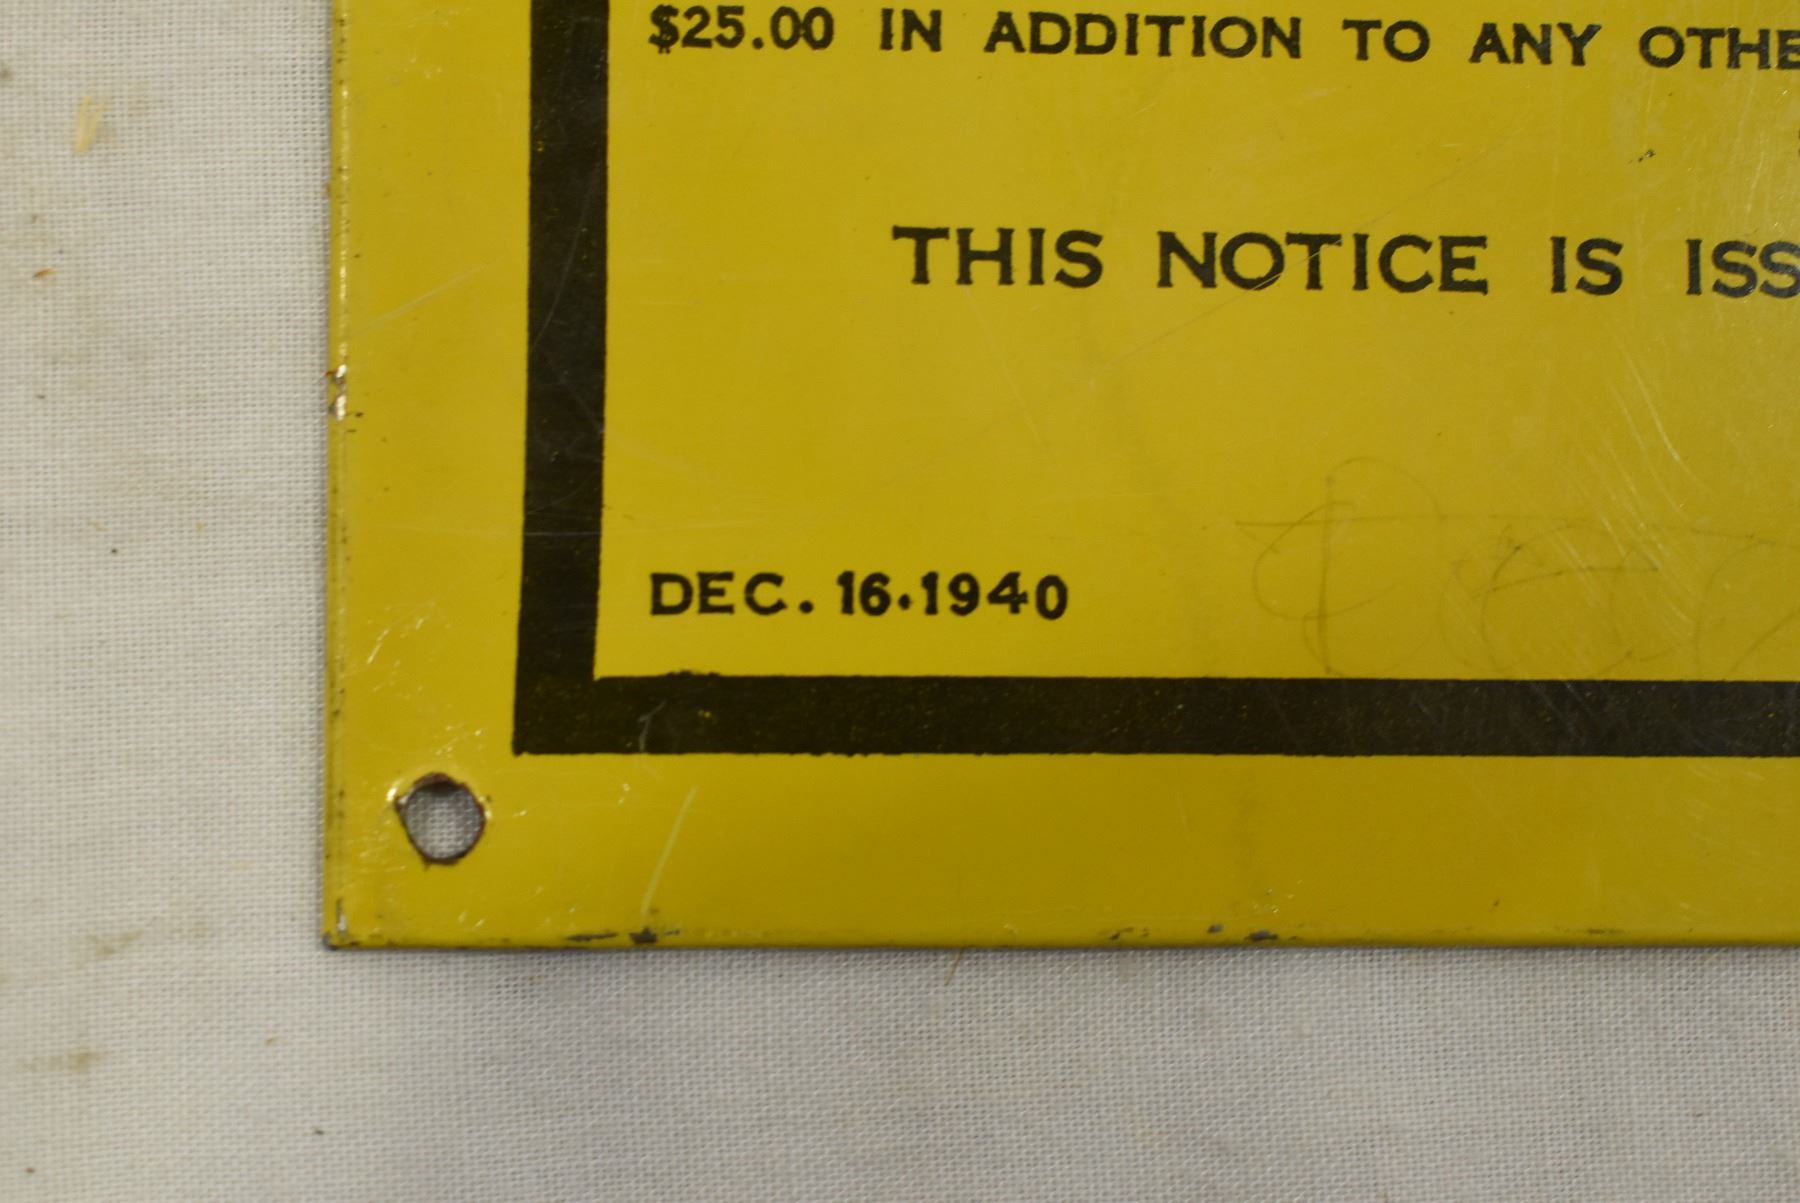 $25.00 IN ADDITION TO ANY OTHE
THIS NOTICE IS ISS
DEC. 16.1940